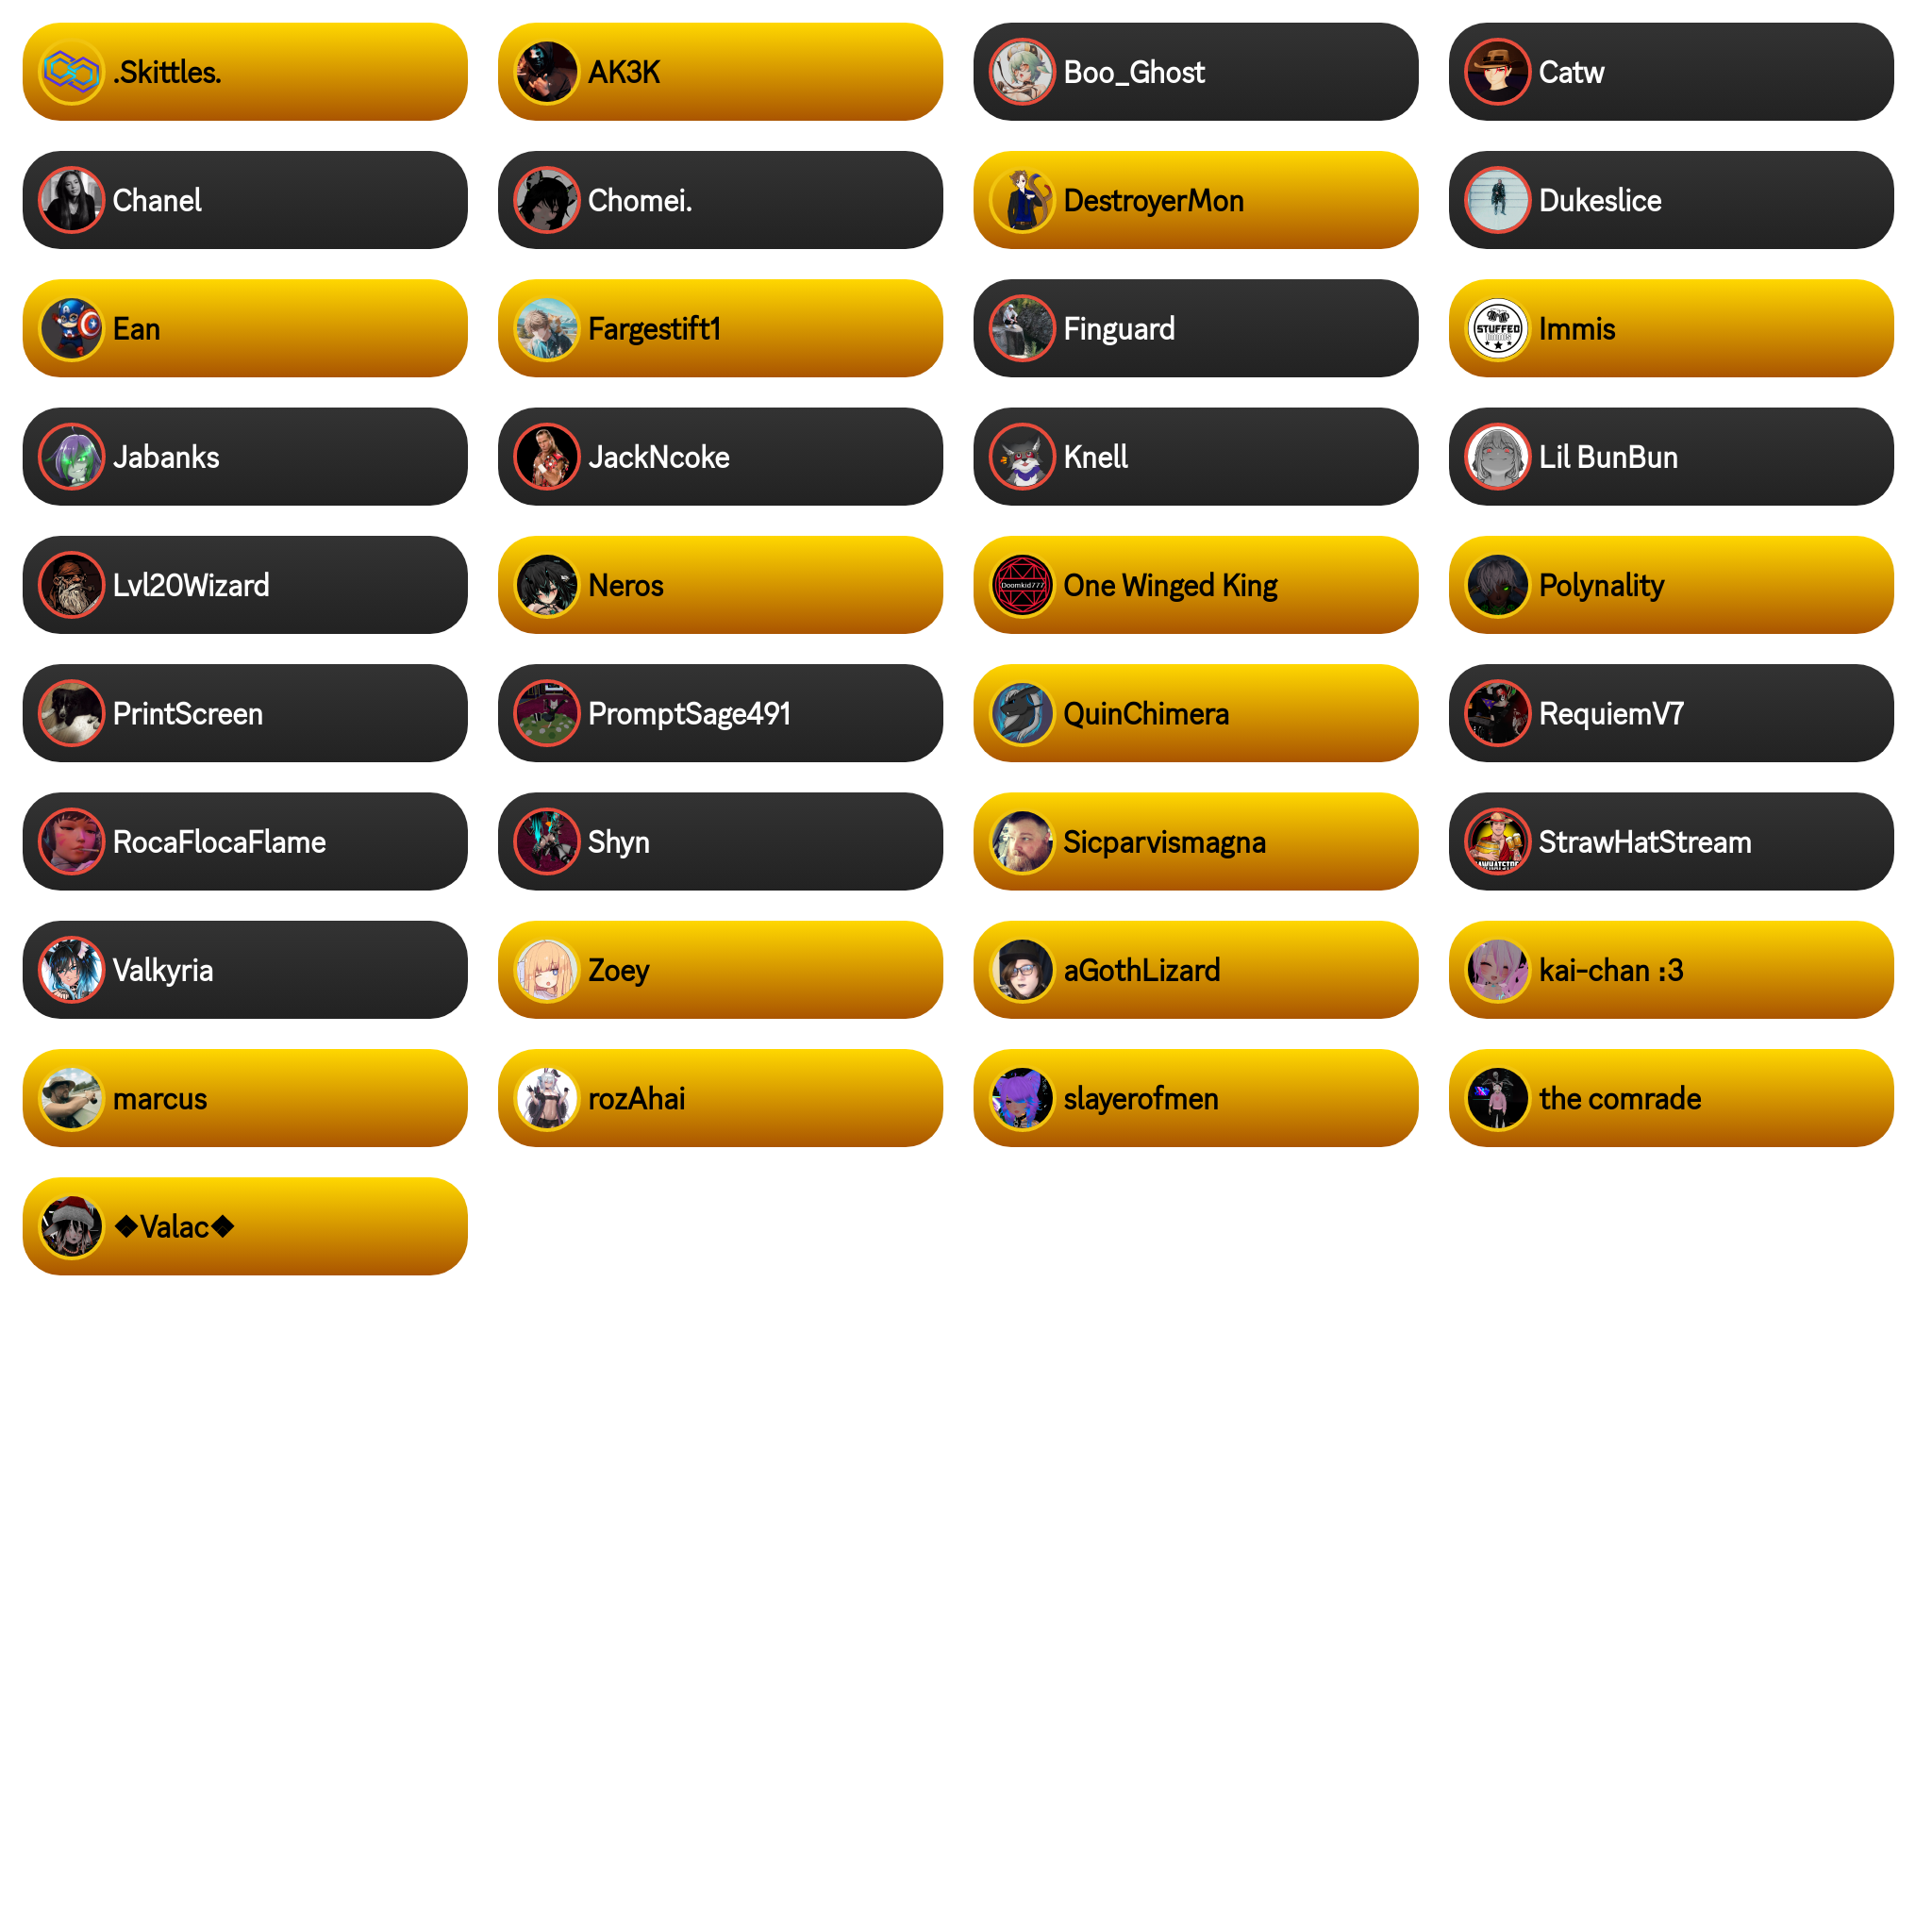 .Skittles.
AK3K
Boo_Ghost
Catw
Chanel
Chomei.
DestroyerMon
Dukeslice
Ean
Fargestift1
Finguard
STUFFED
Immis
Jabanks
JackNcoke
Knell
Lil BunBun
Lvl20Wizard
Neros
Doomkid777
One Winged King
Polynality
PrintScreen
PromptSage491
QuinChimera
RequiemV7
RocaFlocaFlame
Shyn
Sicparvismagna
StrawHatStream
Valkyria
Zoey
aGothLizard
kai-chan :3
marcus
rozAhai
slayerofmen
the comrade
❖Valac❖